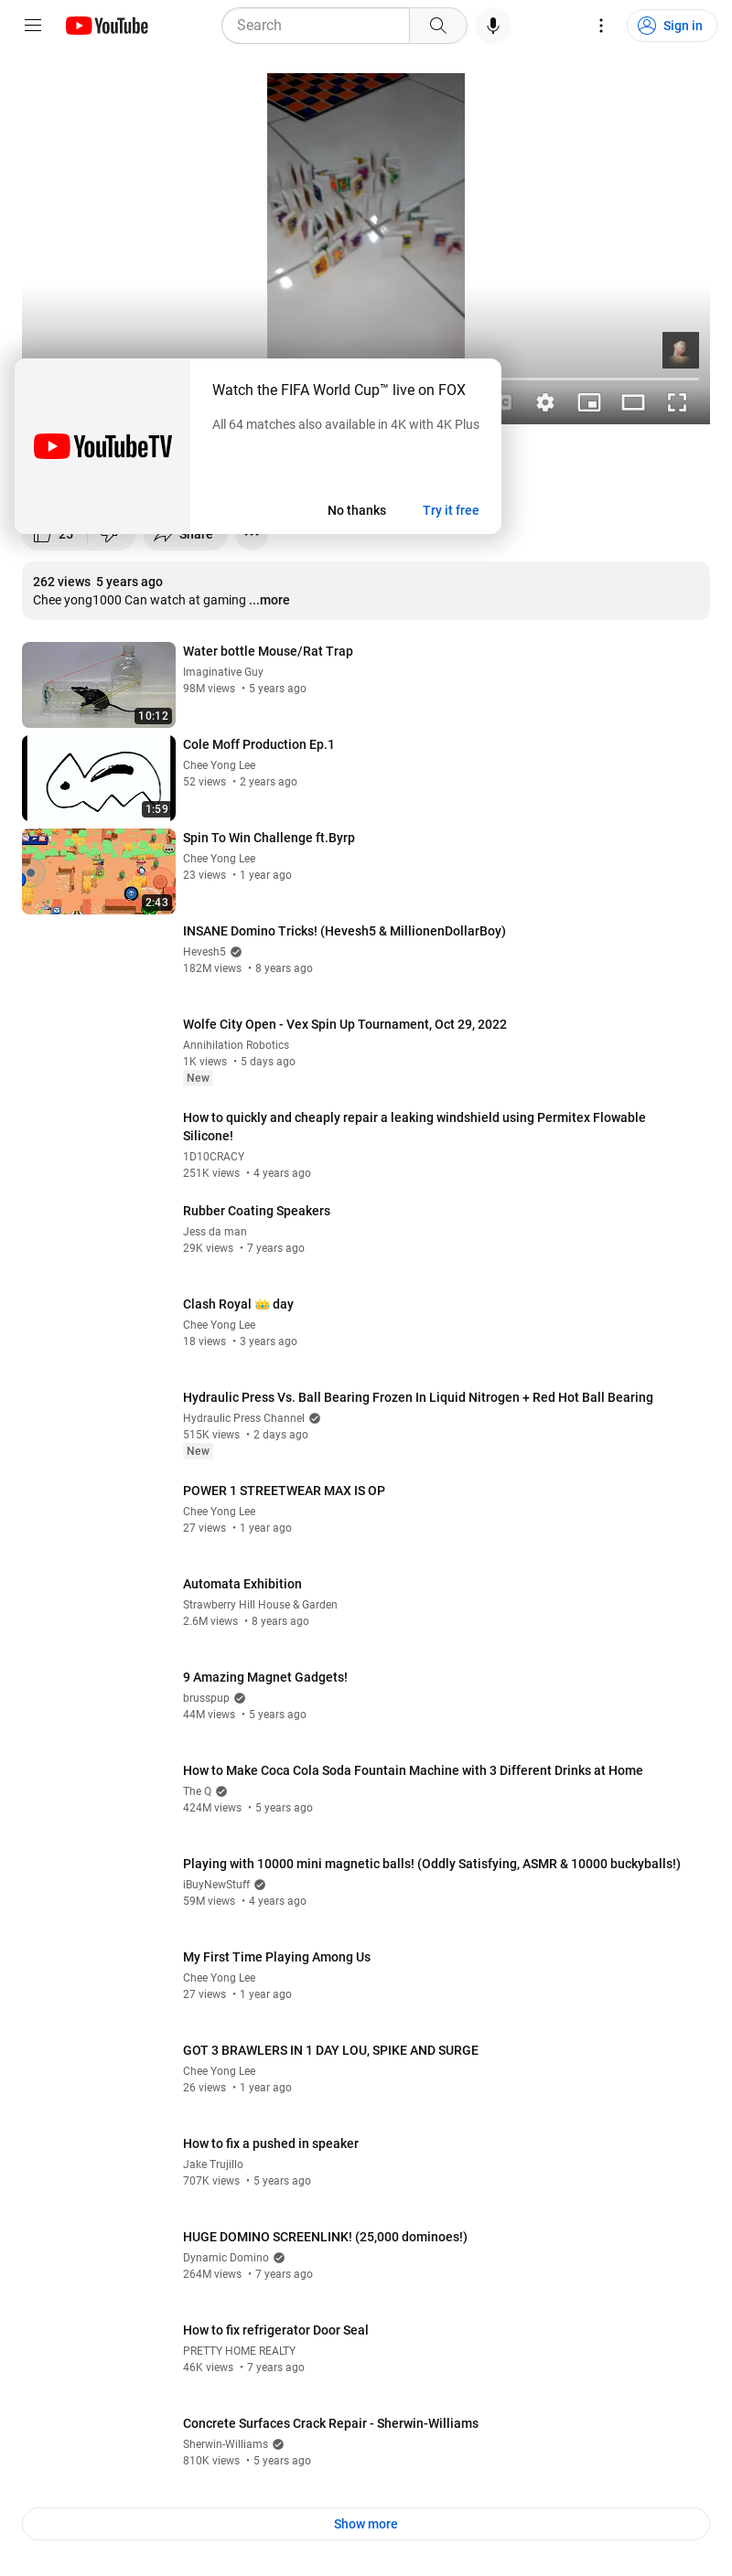 YouTube
Search
Sign in
Watch the FIFA World Cup™ live on FOX
All 64 matches also available in 4K with 4K Plus
YouTubeTV
No thanks
Try it free
25
Share
262 views 5 years ago
Chee yong1000 Can watch at gaming ...more
Water bottle Mouse/Rat Trap
Imaginative Guy
98M views • 5 years ago
10:12
Cole Moff Production Ep.1
Chee Yong Lee
52 views • 2 years ago
1:59
Spin To Win Challenge ft.Byrp
Chee Yong Lee
23 views • 1 year ago
2:43
INSANE Domino Tricks! (Hevesh5 & MillionenDollarBoy)
Hevesh5
182M views • 8 years ago
Wolfe City Open - Vex Spin Up Tournament, Oct 29, 2022
Annihilation Robotics
1K views • 5 days ago
New
How to quickly and cheaply repair a leaking windshield using Permitex Flowable
Silicone!
1D10CRACY
251K views • 4 years ago
Rubber Coating Speakers
Jess da man
29K views • 7 years ago
Clash Royal 👑 day
Chee Yong Lee
18 views • 3 years ago
Hydraulic Press Vs. Ball Bearing Frozen In Liquid Nitrogen + Red Hot Ball Bearing
Hydraulic Press Channel
515K views • 2 days ago
New
POWER 1 STREETWEAR MAX IS OP
Chee Yong Lee
27 views • 1 year ago
Automata Exhibition
Strawberry Hill House & Garden
2.6M views • 8 years ago
9 Amazing Magnet Gadgets!
brusspup
44M views • 5 years ago
How to Make Coca Cola Soda Fountain Machine with 3 Different Drinks at Home
The Q
424M views • 5 years ago
Playing with 10000 mini magnetic balls! (Oddly Satisfying, ASMR & 10000 buckyballs!)
iBuyNewStuff
59M views • 4 years ago
My First Time Playing Among Us
Chee Yong Lee
27 views • 1 year ago
GOT 3 BRAWLERS IN 1 DAY LOU, SPIKE AND SURGE
Chee Yong Lee
26 views • 1 year ago
How to fix a pushed in speaker
Jake Trujillo
707K views • 5 years ago
HUGE DOMINO SCREENLINK! (25,000 dominoes!)
Dynamic Domino
264M views • 7 years ago
How to fix refrigerator Door Seal
PRETTY HOME REALTY
46K views • 7 years ago
Concrete Surfaces Crack Repair - Sherwin-Williams
Sherwin-Williams
810K views • 5 years ago
Show more